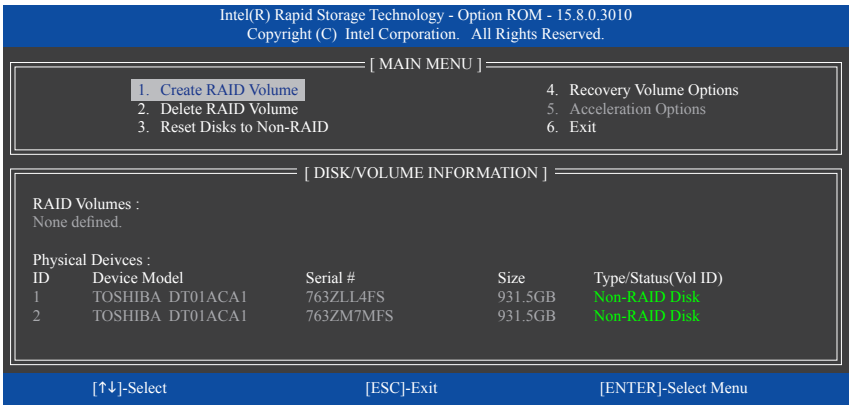 Intel(R) Rapid Storage Technology - Option ROM - 15.8.0.3010
Copyright (C) Intel Corporation. All Rights Reserved.
[ MAIN MENU ]
1. Create RAID Volume
2. Delete RAID Volume
3. Reset Disks to Non-RAID
4. Recovery Volume Options
5. Acceleration Options
6. Exit
[ DISK/VOLUME INFORMATION ]
RAID Volumes :
None defined.
Physical Deivces :
ID Device Model Serial # Size Type/Status(Vol ID)
1 TOSHIBA DT01ACA1 763ZLL4FS 931.5GB Non-RAID Disk
2 TOSHIBA DT01ACA1 763ZM7MFS 931.5GB Non-RAID Disk
[↑↓]-Select [ESC]-Exit [ENTER]-Select Menu